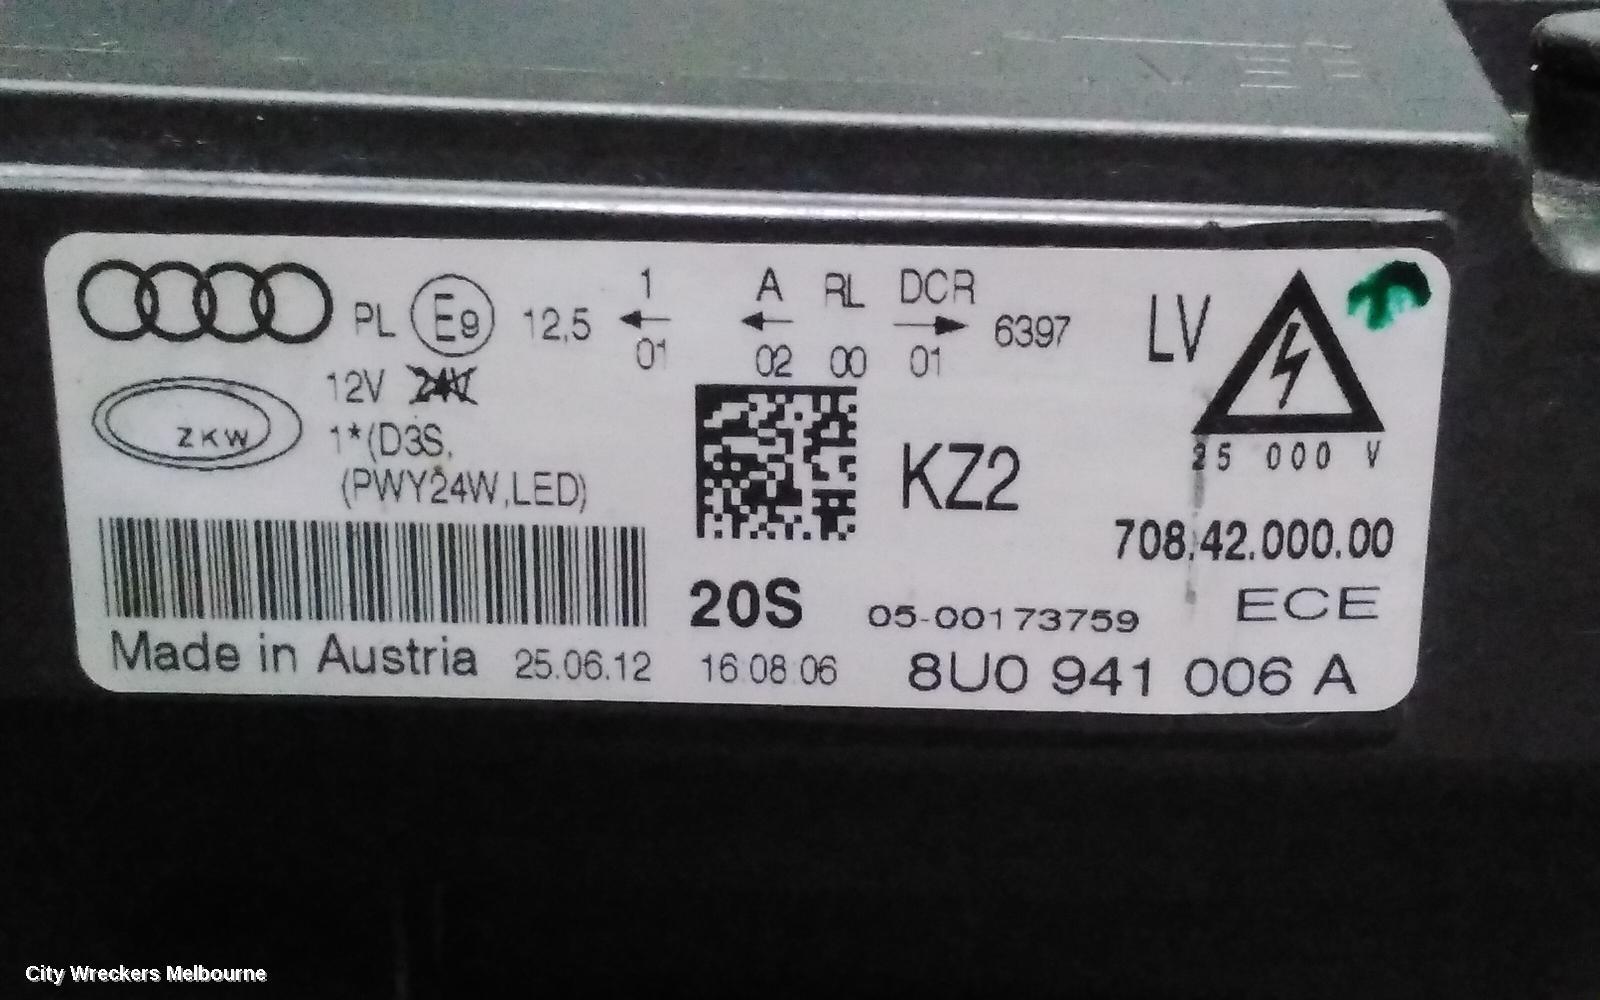 PL E9 12,5 1 01 A 02 RL 00 DCR 01 6397 LV
12V 24V
ZKW
1*(D3S,
(PWY24W,LED)
KZ2
25 000 V
708.42.000.00
20S 05-00173759 ECE
Made in Austria 25.06.12 16:08:06 8U0 941 006 A
City Wreckers Melbourne